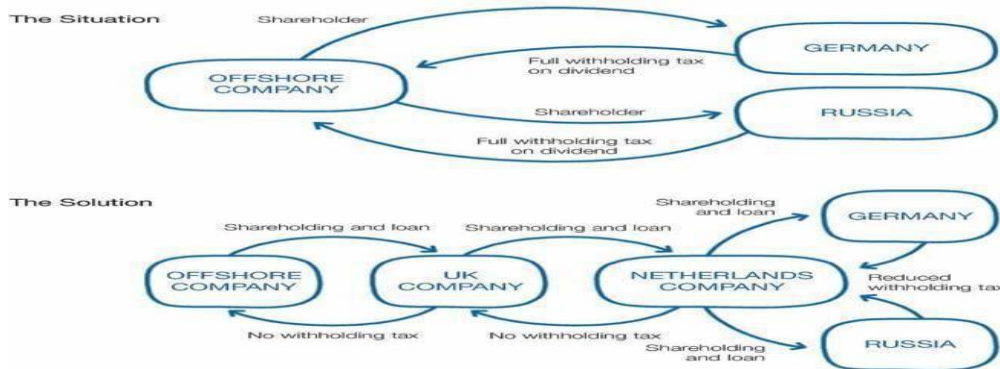 The Situation
Shareholder
GERMANY
Full withholding tax
on dividend
OFFSHORE
COMPANY
Shareholder
RUSSIA
Full withholding tax
on dividend
The Solution
Shareholding
and loan
GERMANY
Shareholding and loan
Shareholding and loan
OFFSHORE
COMPANY
UK
COMPANY
NETHERLANDS
COMPANY
Reduced
withholding tax
No withholding tax
No withholding tax
Shareholding
and loan
RUSSIA